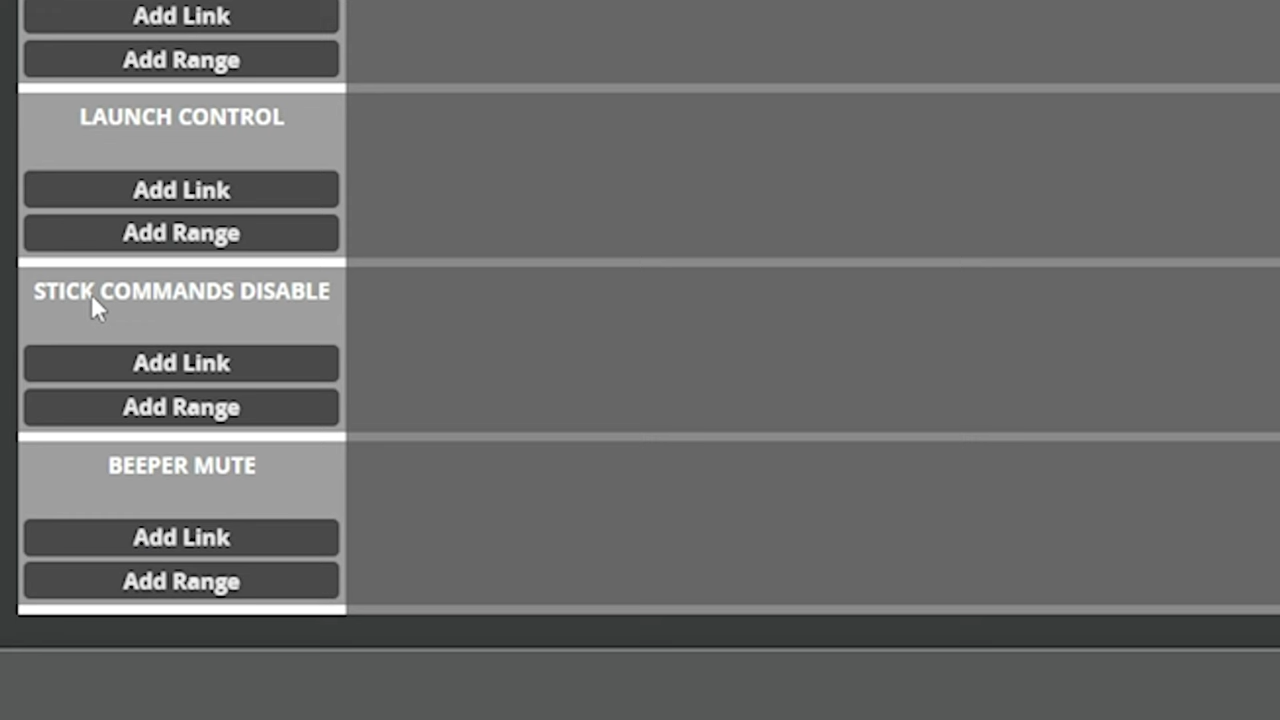 Add Link
Add Range
LAUNCH CONTROL
Add Link
Add Range
STICK COMMANDS DISABLE
Add Link
Add Range
BEEPER MUTE
Add Link
Add Range